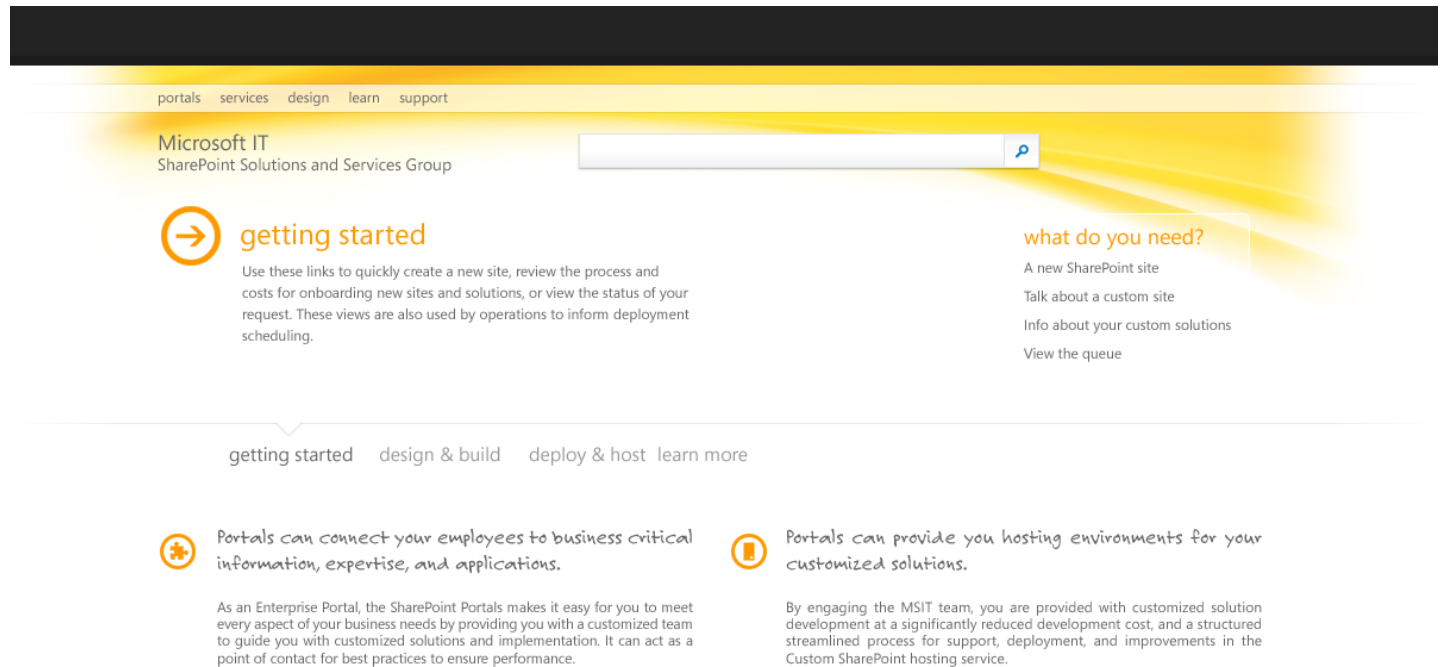 portals services design learn support
Microsoft IT
SharePoint Solutions and Services Group
getting started
Use these links to quickly create a new site, review the process and
costs for onboarding new sites and solutions, or view the status of your
request. These views are also used by operations to inform deployment
scheduling.
what do you need?
A new SharePoint site
Talk about a custom site
Info about your custom solutions
View the queue
getting started design & build deploy & host learn more
Portals can connect your employees to business critical
information, expertise, and applications.
As an Enterprise Portal, the SharePoint Portals makes it easy for you to meet
every aspect of your business needs by providing you with a customized team
to guide you with customized solutions and implementation. It can act as a
point of contact for best practices to ensure performance.
Portals can provide you hosting environments for your
customized solutions.
By engaging the MSIT team, you are provided with customized solution
development at a significantly reduced development cost, and a structured
streamlined process for support, deployment, and improvements in the
Custom SharePoint hosting service.